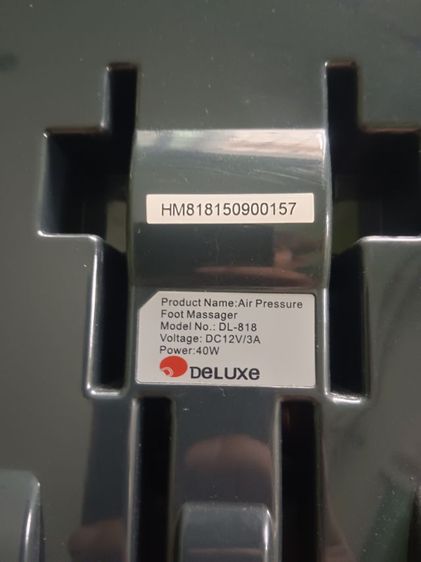 HM818150900157
Product Name:Air Pressure
Foot Massager
Model No.: DL-818
Voltage: DC12V/3A
Power:40W
DeLUXe